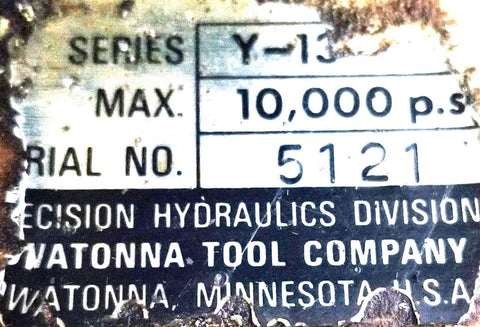 SERIES Y-13
MAX. 10,000 p.s
RIAL NO. 5121
ECISION HYDRAULICS DIVISION
WATONNA TOOL COMPANY
WATONNA, MINNESOTA U.S.A